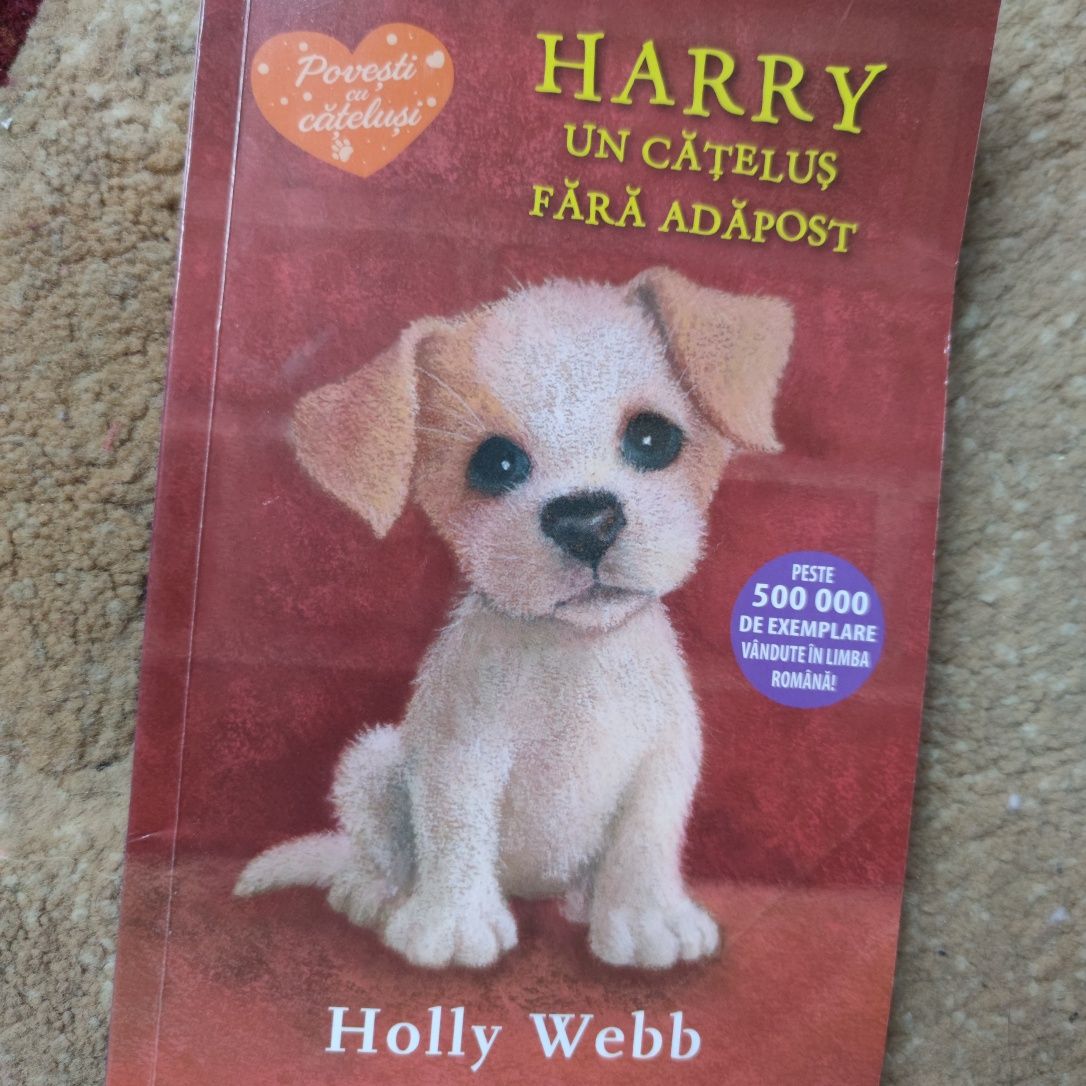 Povești
cu
cățeluși
HARRY
UN CĂȚELUȘ
FĂRĂ ADĂPOST
PESTE
500 000
DE EXEMPLARE
VÂNDUTE ÎN LIMBA
ROMÂNĂ!
Holly Webb